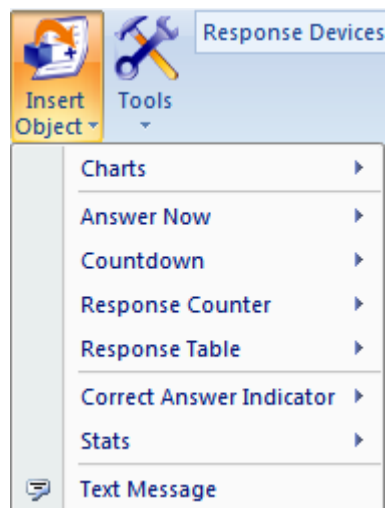 Response Devices
Insert
Object
Tools
Charts
Answer Now
Countdown
Response Counter
Response Table
Correct Answer Indicator
Stats
Text Message